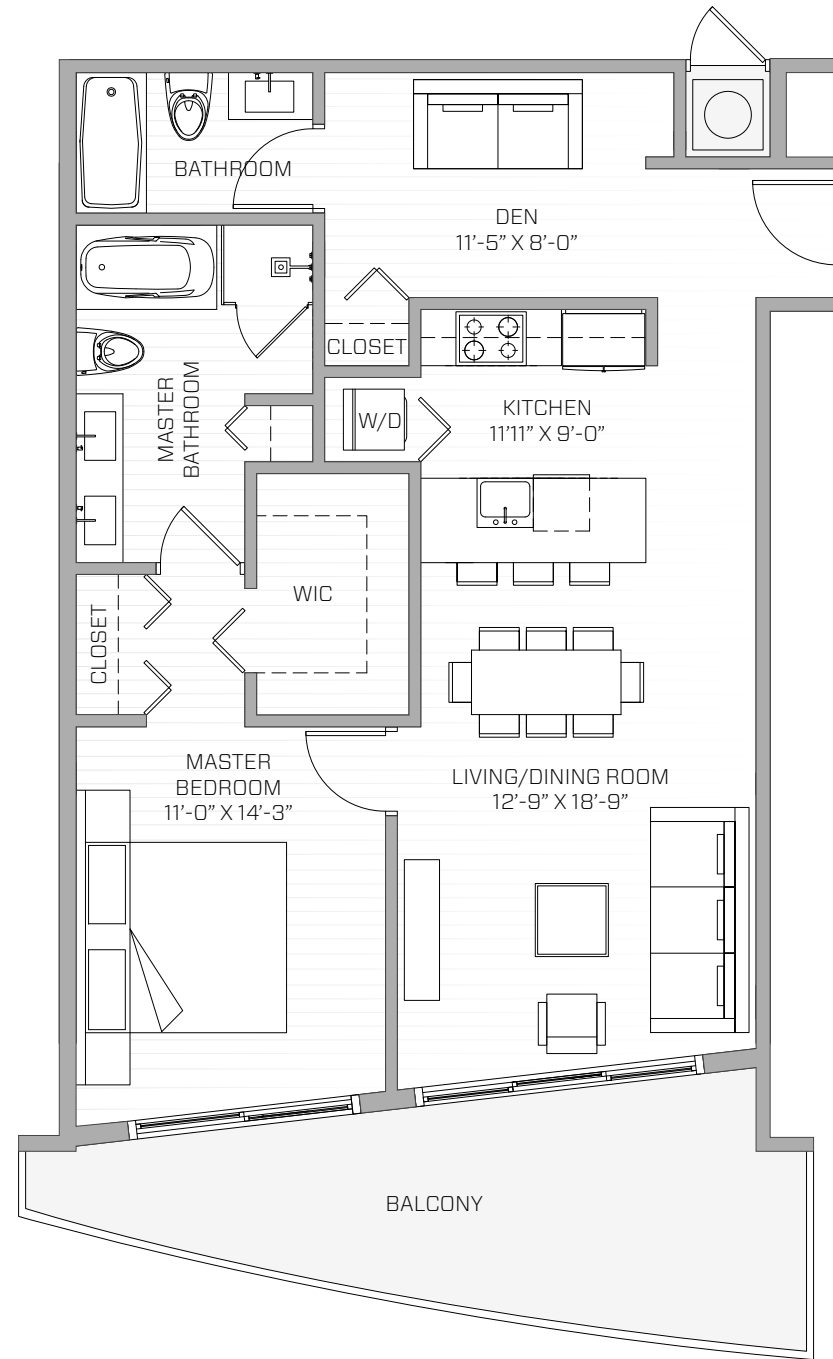 BATHROOM
DEN
11’-5” X 8’-0”
CLOSET
W/D
KITCHEN
11’11” X 9’-0”
MASTER
BATHROOM
WIC
CLOSET
MASTER
BEDROOM
11’-0” X 14’-3”
LIVING/DINING ROOM
12’-9” X 18’-9”
BALCONY